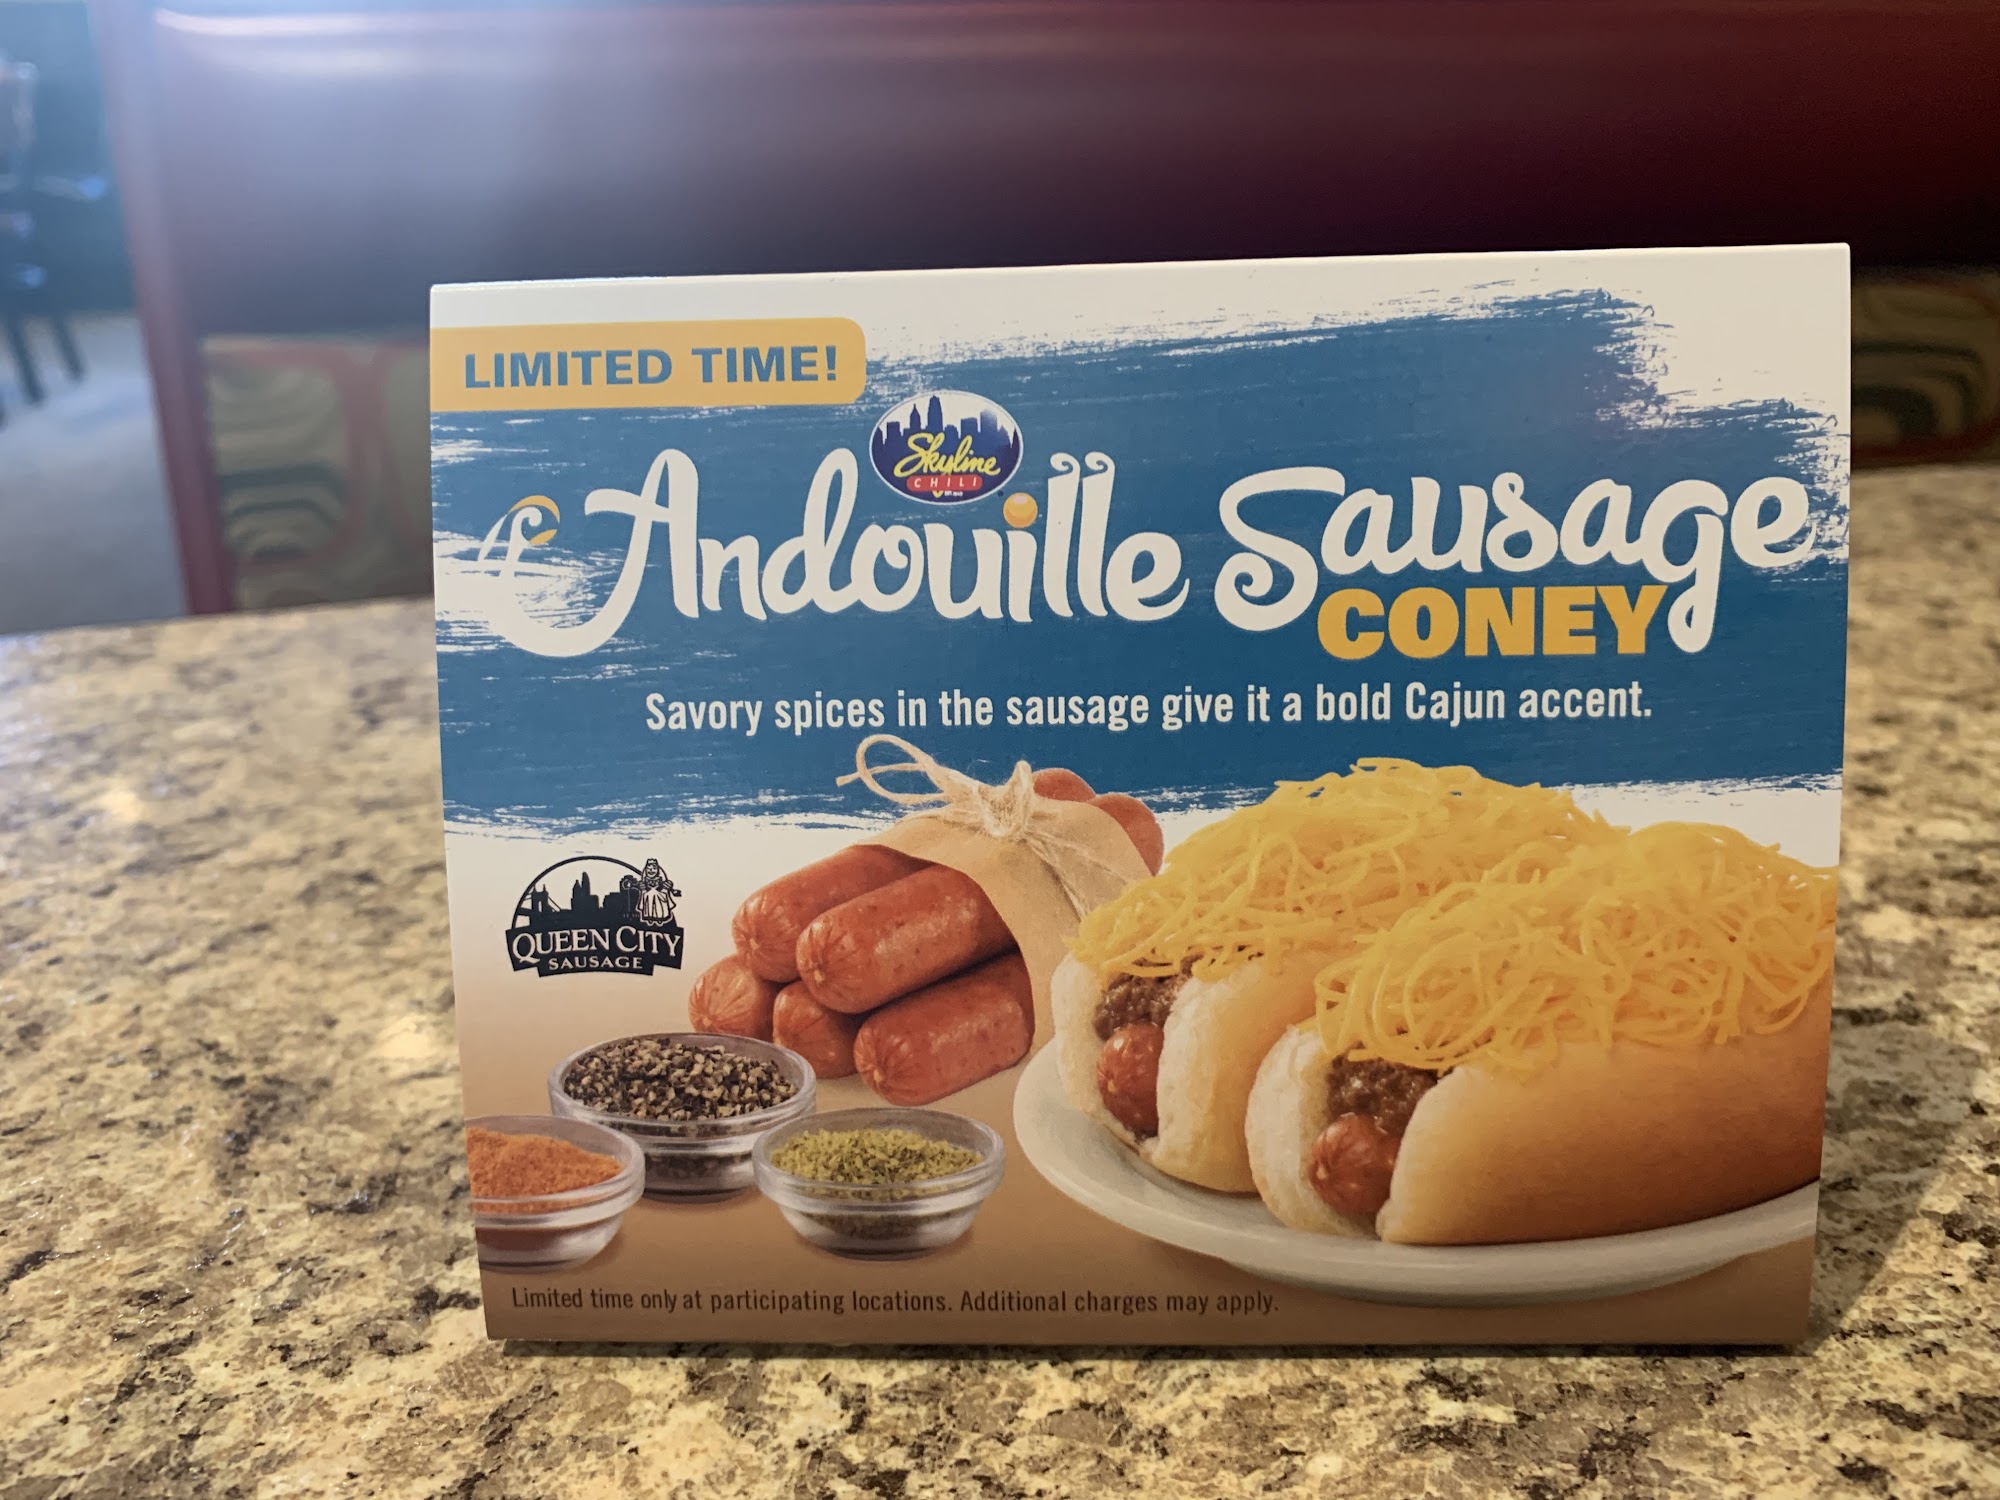 LIMITED TIME!
Skyline
CHILI
Andouille Sausage
CONEY
Savory spices in the sausage give it a bold Cajun accent.
QUEEN CITY
SAUSAGE
Limited time only at participating locations. Additional charges may apply.